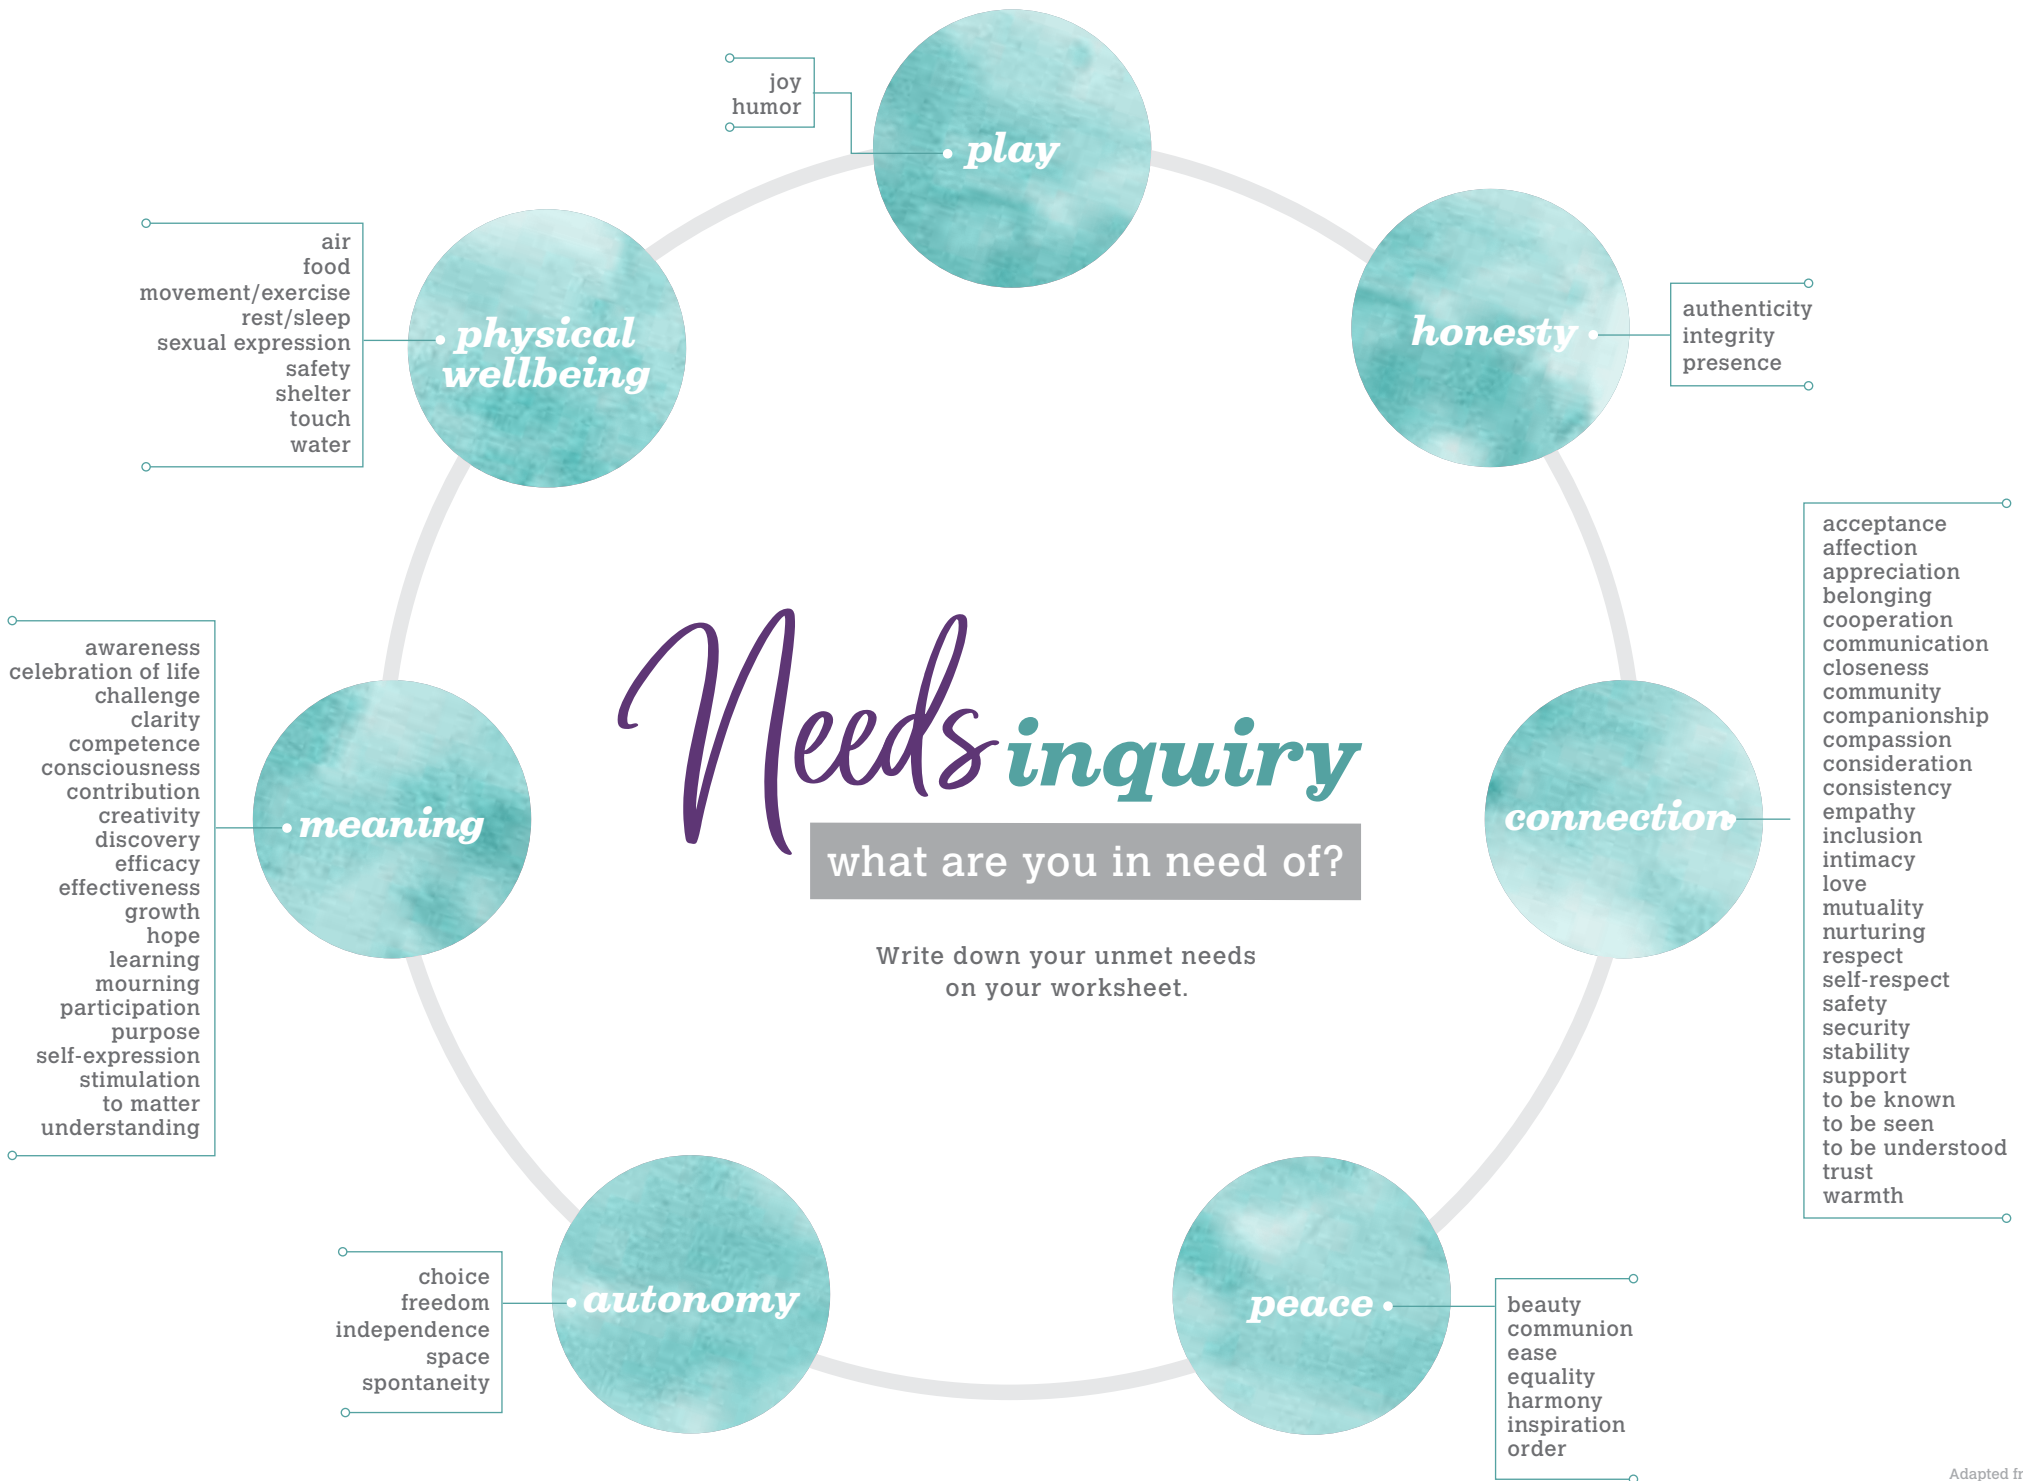 joy
humor
play
air
food
movement/exercise
rest/sleep
sexual expression
safety
shelter
touch
water
physical
wellbeing
honesty
authenticity
integrity
presence
acceptance
affection
appreciation
belonging
cooperation
communication
closeness
community
companionship
compassion
consideration
consistency
empathy
inclusion
intimacy
love
mutuality
nurturing
respect
self-respect
safety
security
stability
support
to be known
to be seen
to be understood
trust
warmth
connection
awareness
celebration of life
challenge
clarity
competence
consciousness
contribution
creativity
discovery
efficacy
effectiveness
growth
hope
learning
mourning
participation
purpose
self-expression
stimulation
to matter
understanding
meaning
Needs inquiry
what are you in need of?
Write down your unmet needs
on your worksheet.
choice
freedom
independence
space
spontaneity
autonomy
peace
beauty
communion
ease
equality
harmony
inspiration
order
Adapted fr